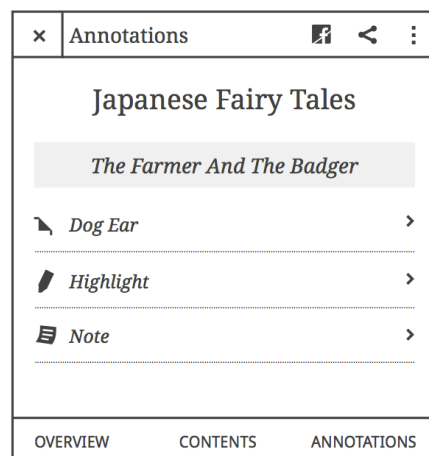 Annotations
Japanese Fairy Tales
The Farmer And The Badger
Dog Ear
Highlight
Note
OVERVIEW CONTENTS ANNOTATIONS